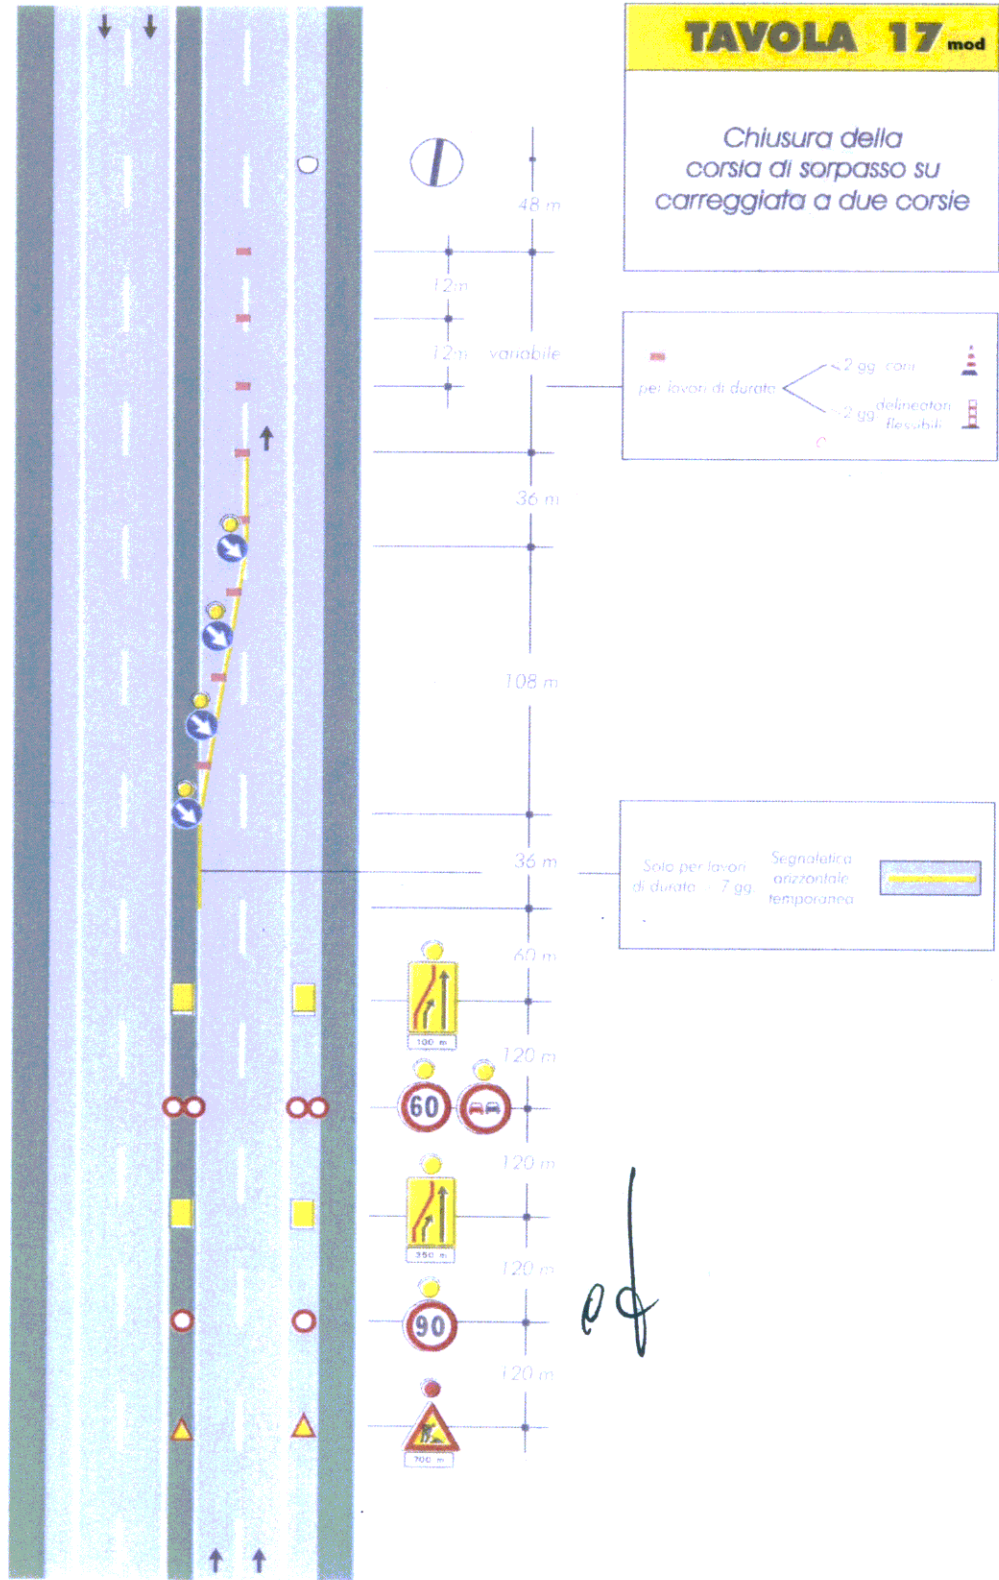 TAVOLA 17 mod
Chiusura della
corsia di sorpasso su
carreggiata a due corsie
48 m
12m
12m variabile
per lavori di durata
2 gg. coni
2 gg. delineatori
flessibili
36 m
108 m
36 m
Solo per lavori
di durata 7 gg.
Segnaletica
orizzontale
temporanea
60 m
100 m
120 m
60
120 m
350 m
120 m
90
120 m
700 m